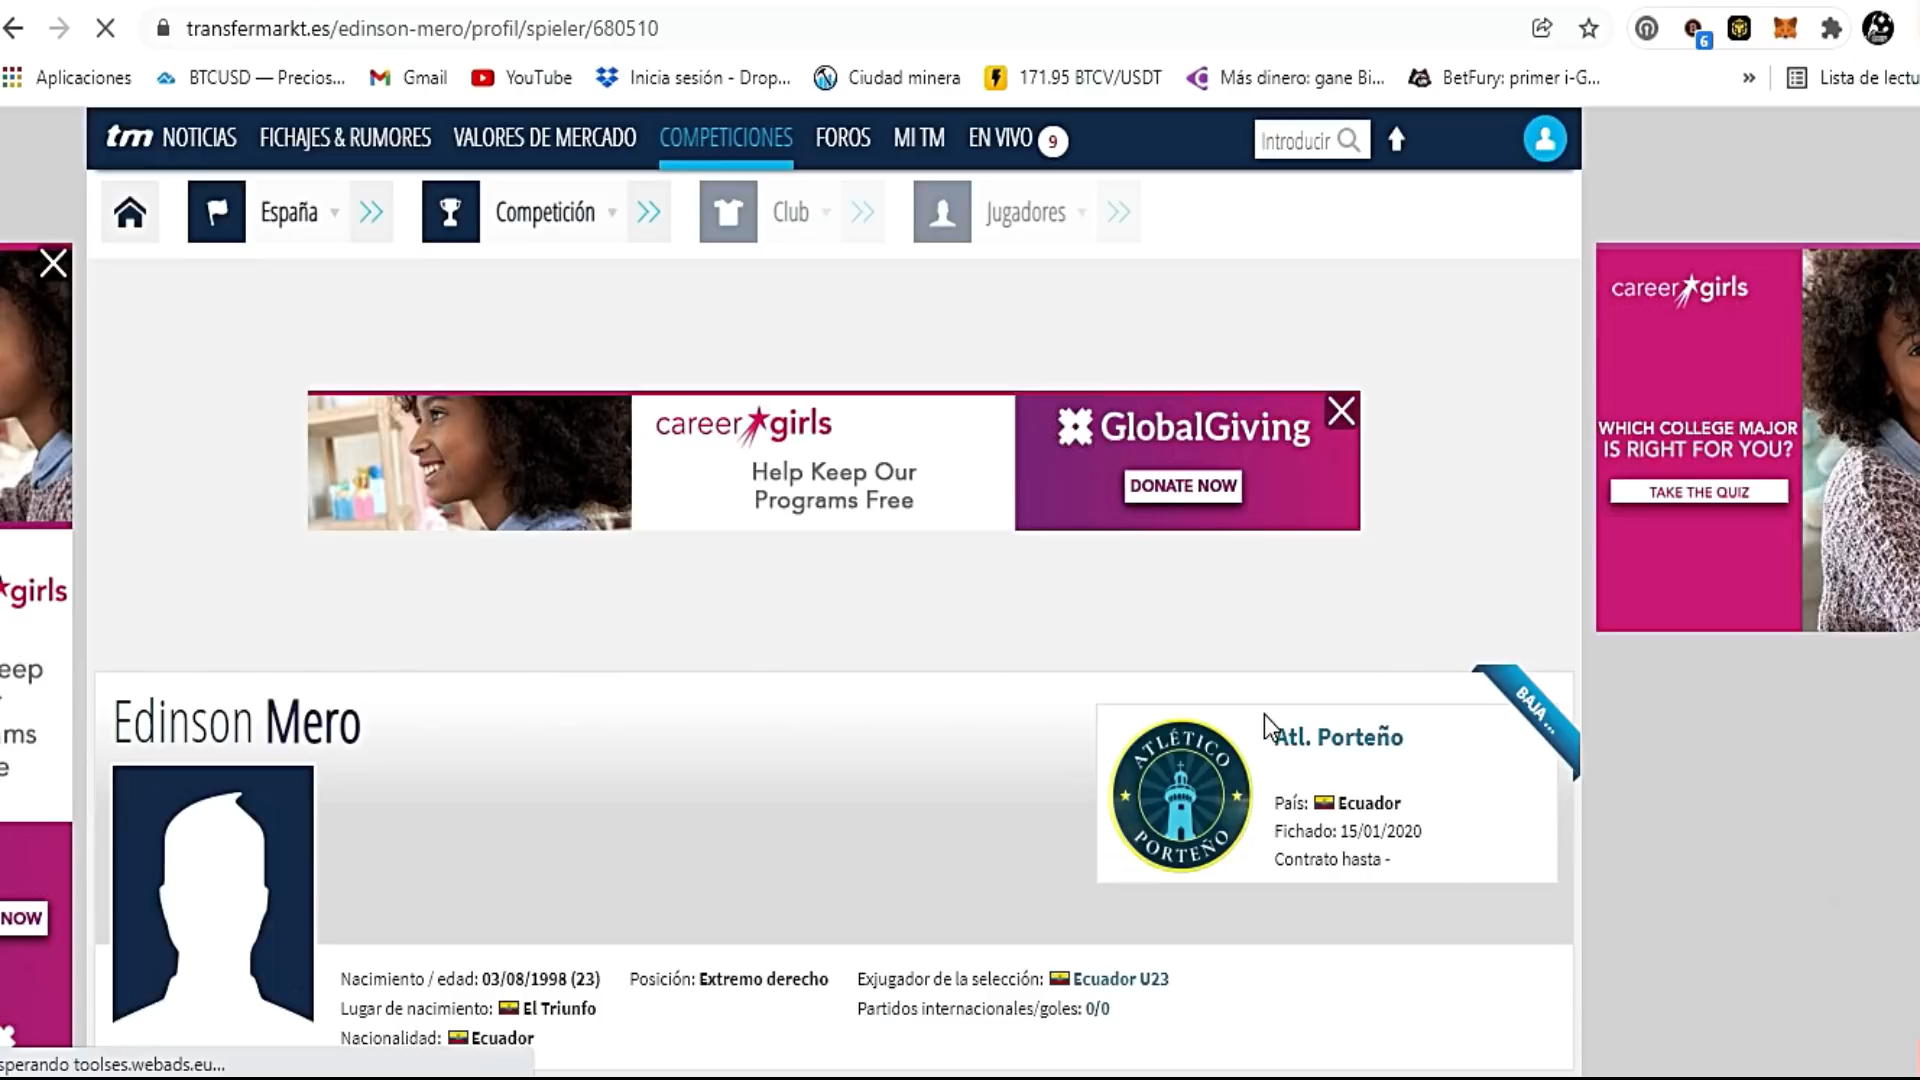 transfermarkt.es/edinson-mero/profil/spieler/680510
6
Aplicaciones BTCUSD — Precios... Gmail YouTube Inicia sesión - Drop... Ciudad minera 171.95 BTCV/USDT Más dinero: gane Bi... BetFury: primer i-G... » Lista de lectu
tm NOTICIAS FICHAJES & RUMORES VALORES DE MERCADO COMPETICIONES FOROS MI TM EN VIVO 9 Introducir
España Competición Club Jugadores
career girls
Help Keep Our
Programs Free
GlobalGiving
DONATE NOW
career girls
WHICH COLLEGE MAJOR
IS RIGHT FOR YOU?
TAKE THE QUIZ
girls
eep
ms
e
NOW
Edinson Mero
BAJA ...
ATLÉTICO
PORTEÑO
Atl. Porteño
País: Ecuador
Fichado: 15/01/2020
Contrato hasta -
Nacimiento / edad: 03/08/1998 (23) Posición: Extremo derecho Exjugador de la selección: Ecuador U23
Lugar de nacimiento: El Triunfo Partidos internacionales/goles: 0/0
Nacionalidad: Ecuador
sperando toolses.webads.eu...